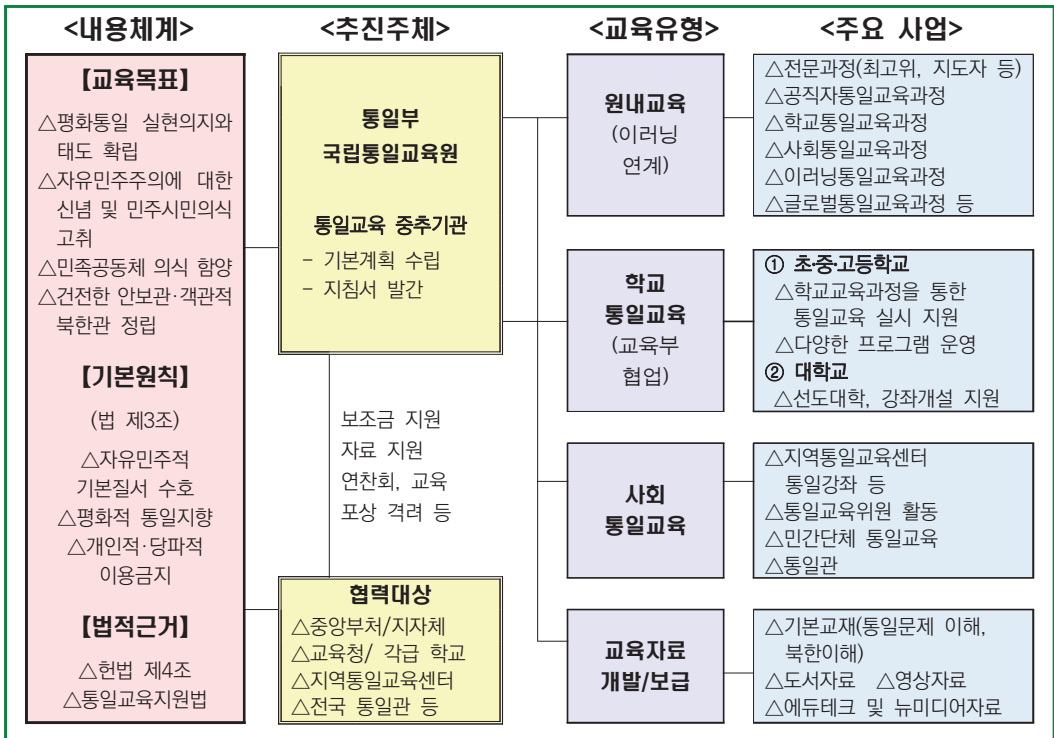 <내용체계>
【교육목표】
△평화통일 실현의지와
태도 확립
△자유민주주의에 대한
신념 및 민주시민의식
고취
△민족공동체 의식 함양
△건전한 안보관·객관적
북한관 정립
【기본원칙】
(법 제3조)
△자유민주적
기본질서 수호
△평화적 통일지향
△개인적·당파적
이용금지
【법적근거】
△헌법 제4조
△통일교육지원법
<추진주체>
통일부
국립통일교육원
통일교육 중추기관
- 기본계획 수립
- 지침서 발간
보조금 지원
자료 지원
연찬회, 교육
포상 격려 등
협력대상
△중앙부처/지자체
△교육청/ 각급 학교
△지역통일교육센터
△전국 통일관 등
<교육유형>
원내교육
(이러닝
연계)
학교
통일교육
(교육부
협업)
사회
통일교육
교육자료
개발/보급
<주요 사업>
△전문과정(최고위, 지도자 등)
△공직자통일교육과정
△학교통일교육과정
△사회통일교육과정
△이러닝통일교육과정
△글로벌통일교육과정 등
① 초·중·고등학교
△학교교육과정을 통한
통일교육 실시 지원
△다양한 프로그램 운영
② 대학교
△선도대학, 강좌개설 지원
△지역통일교육센터
통일강좌 등
△통일교육위원 활동
△민간단체 통일교육
△통일관
△기본교재(통일문제 이해,
북한이해)
△도서자료 △영상자료
△에듀테크 및 뉴미디어자료